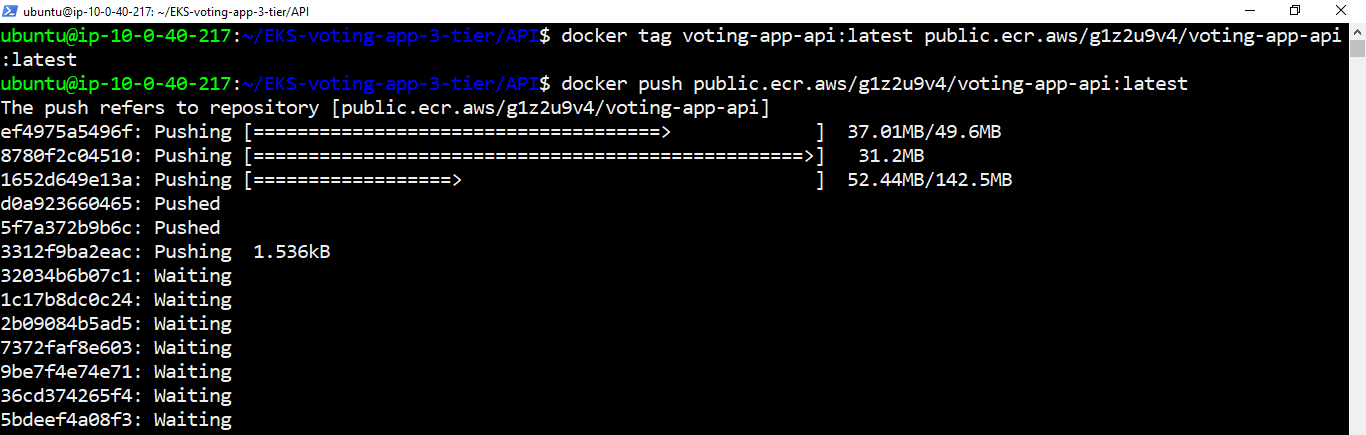 ubuntu@ip-10-0-40-217: ~/EKS-voting-app-3-tier/API
ubuntu@ip-10-0-40-217:~/EKS-voting-app-3-tier/API$ docker tag voting-app-api:latest public.ecr.aws/g1z2u9v4/voting-app-api
:latest
ubuntu@ip-10-0-40-217:~/EKS-voting-app-3-tier/API$ docker push public.ecr.aws/g1z2u9v4/voting-app-api:latest
The push refers to repository [public.ecr.aws/g1z2u9v4/voting-app-api]
ef4975a5496f: Pushing [=====================================>             ]  37.01MB/49.6MB
8780f2c04510: Pushing [==================================================>]   31.2MB
1652d649e13a: Pushing [==================>                                ]  52.44MB/142.5MB
d0a923660465: Pushed
5f7a372b9b6c: Pushed
3312f9ba2eac: Pushing  1.536kB
32034b6b07c1: Waiting
1c17b8dc0c24: Waiting
2b09084b5ad5: Waiting
7372faf8e603: Waiting
9be7f4e74e71: Waiting
36cd374265f4: Waiting
5bdeef4a08f3: Waiting